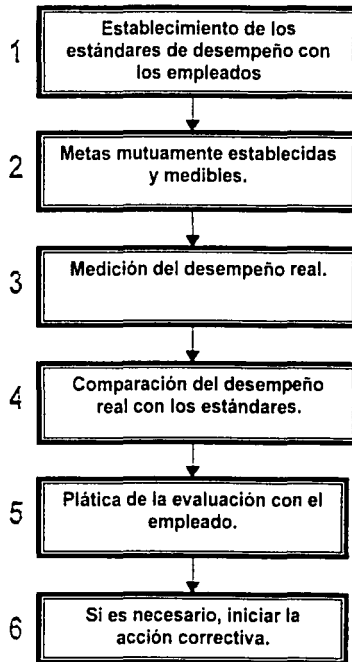 1
Establecimiento de los
estándares de desempeño con
los empleados
2
Metas mutuamente establecidas
y medibles.
3
Medición del desempeño real.
4
Comparación del desempeño
real con los estándares.
5
Plática de la evaluación con el
empleado.
6
Si es necesario, iniciar la
acción correctiva.